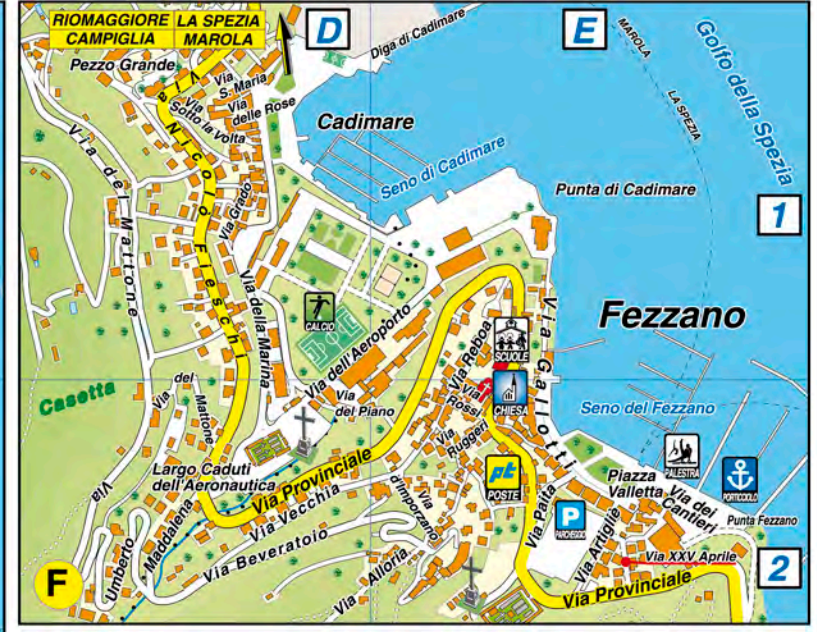 RIOMAGGIORE
CAMPIGLIA
LA SPEZIA
MAROLA
D
E
Diga di Cadimare
MAROLA
LA SPEZIA
Golfo della Spezia
Pezzo Grande
Via
S. Maria
Via
Sotto la Volta
Via
delle Rose
Cadimare
Seno di Cadimare
Punta di Cadimare
1
Via del Mattone
Via Nicolò Fieschi
Via Grado
Via della Marina
CALCIO
Via dell'Aeroporto
Via Reboa
SCUOLE
Via Gallotti
Fezzano
Casetta
Via del
Mattone
Via
del Piano
Via
Rossi
CHIESA
Via
Ruggeri
Seno del Fezzano
PALESTRA
PORTICCIOLO
Largo Caduti
dell'Aeronautica
Via Provinciale
POSTE
Piazza
Valletta
Via dei
Cantieri
Punta Fezzano
Via
Umberto
Maddalena
Via Vecchia
Via
d'Imporzano
P
PARCHEGGIO
Via Paita
Via Artiglié
Via XXV Aprile
Via Beveratoio
Via Alloria
Via Provinciale
2
F